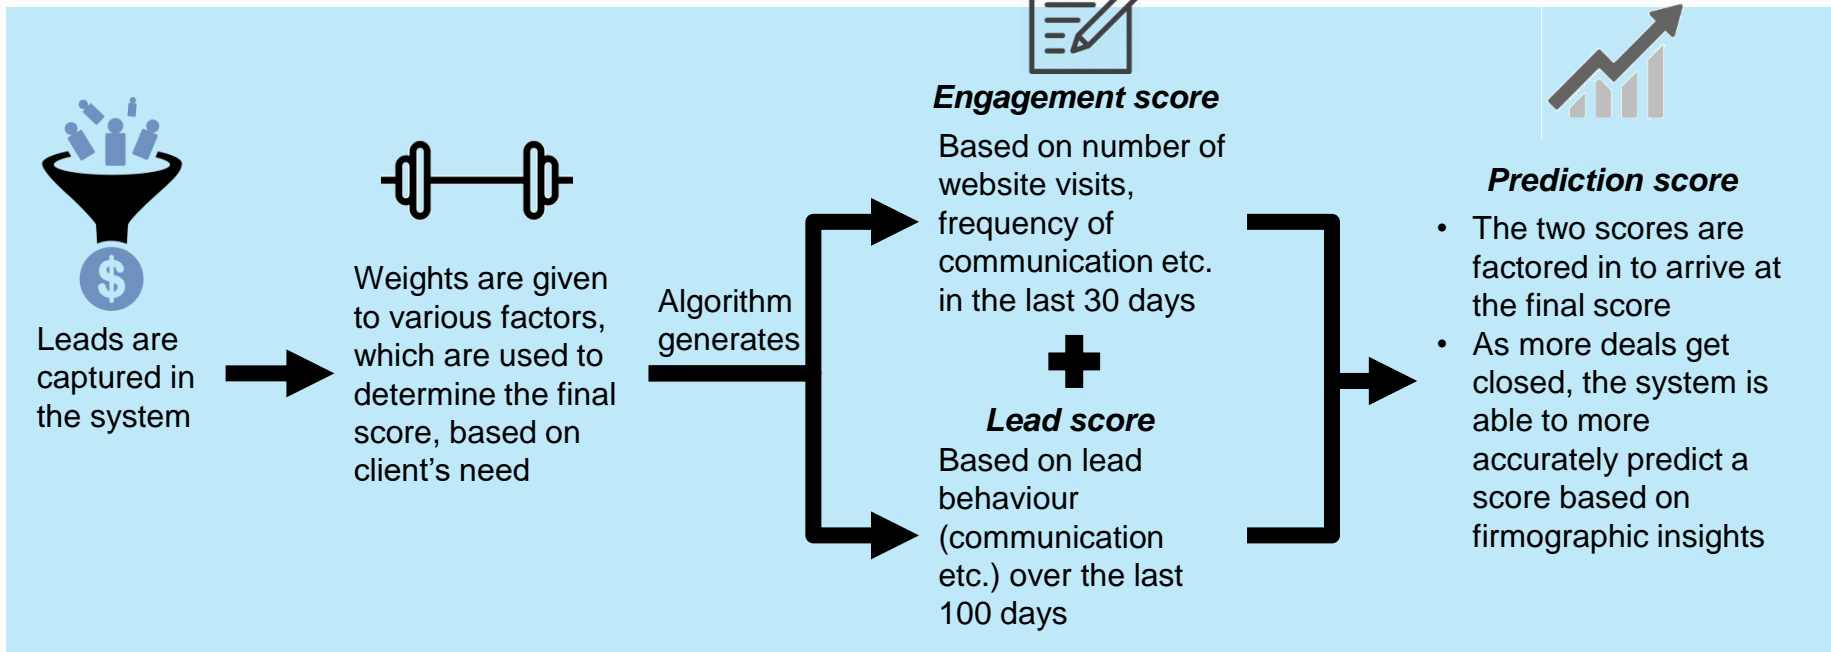 Leads are
captured in
the system
$
Weights are given
to various factors,
which are used to
determine the final
score, based on
client's need
Algorithm
generates
Engagement score
Based on number of
website visits,
frequency of
communication etc.
in the last 30 days
Lead score
Based on lead
behaviour
(communication
etc.) over the last
100 days
Prediction score
• The two scores are
factored in to arrive at
the final score
• As more deals get
closed, the system is
able to more
accurately predict a
score based on
firmographic insights